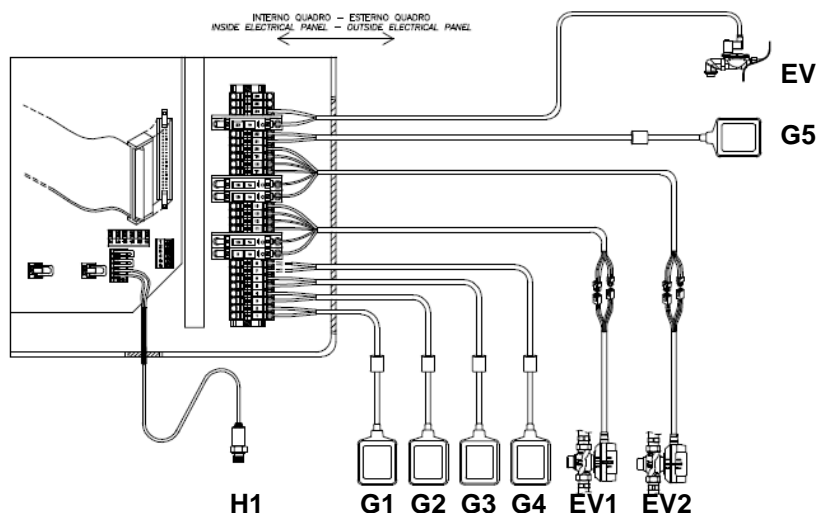 INTERNO QUADRO – ESTERNO QUADRO
INSIDE ELECTRICAL PANEL – OUTSIDE ELECTRICAL PANEL
EV
G5
H1 G1 G2 G3 G4 EV1 EV2